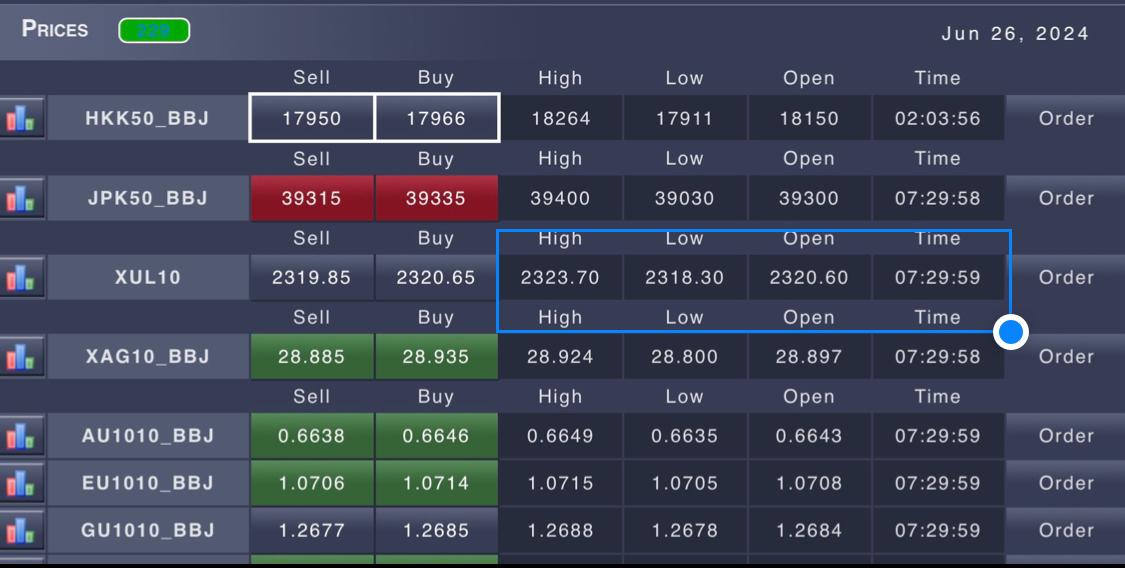 PRICES 229 Jun 26, 2024
Sell Buy High Low Open Time
HKK50_BBJ 17950 17966 18264 17911 18150 02:03:56 Order
Sell Buy High Low Open Time
JPK50_BBJ 39315 39335 39400 39030 39300 07:29:58 Order
Sell Buy High Low Open Time
XUL10 2319.85 2320.65 2323.70 2318.30 2320.60 07:29:59 Order
Sell Buy High Low Open Time
XAG10_BBJ 28.885 28.935 28.924 28.800 28.897 07:29:58 Order
Sell Buy High Low Open Time
AU1010_BBJ 0.6638 0.6646 0.6649 0.6635 0.6643 07:29:59 Order
EU1010_BBJ 1.0706 1.0714 1.0715 1.0705 1.0708 07:29:59 Order
GU1010_BBJ 1.2677 1.2685 1.2688 1.2678 1.2684 07:29:59 Order